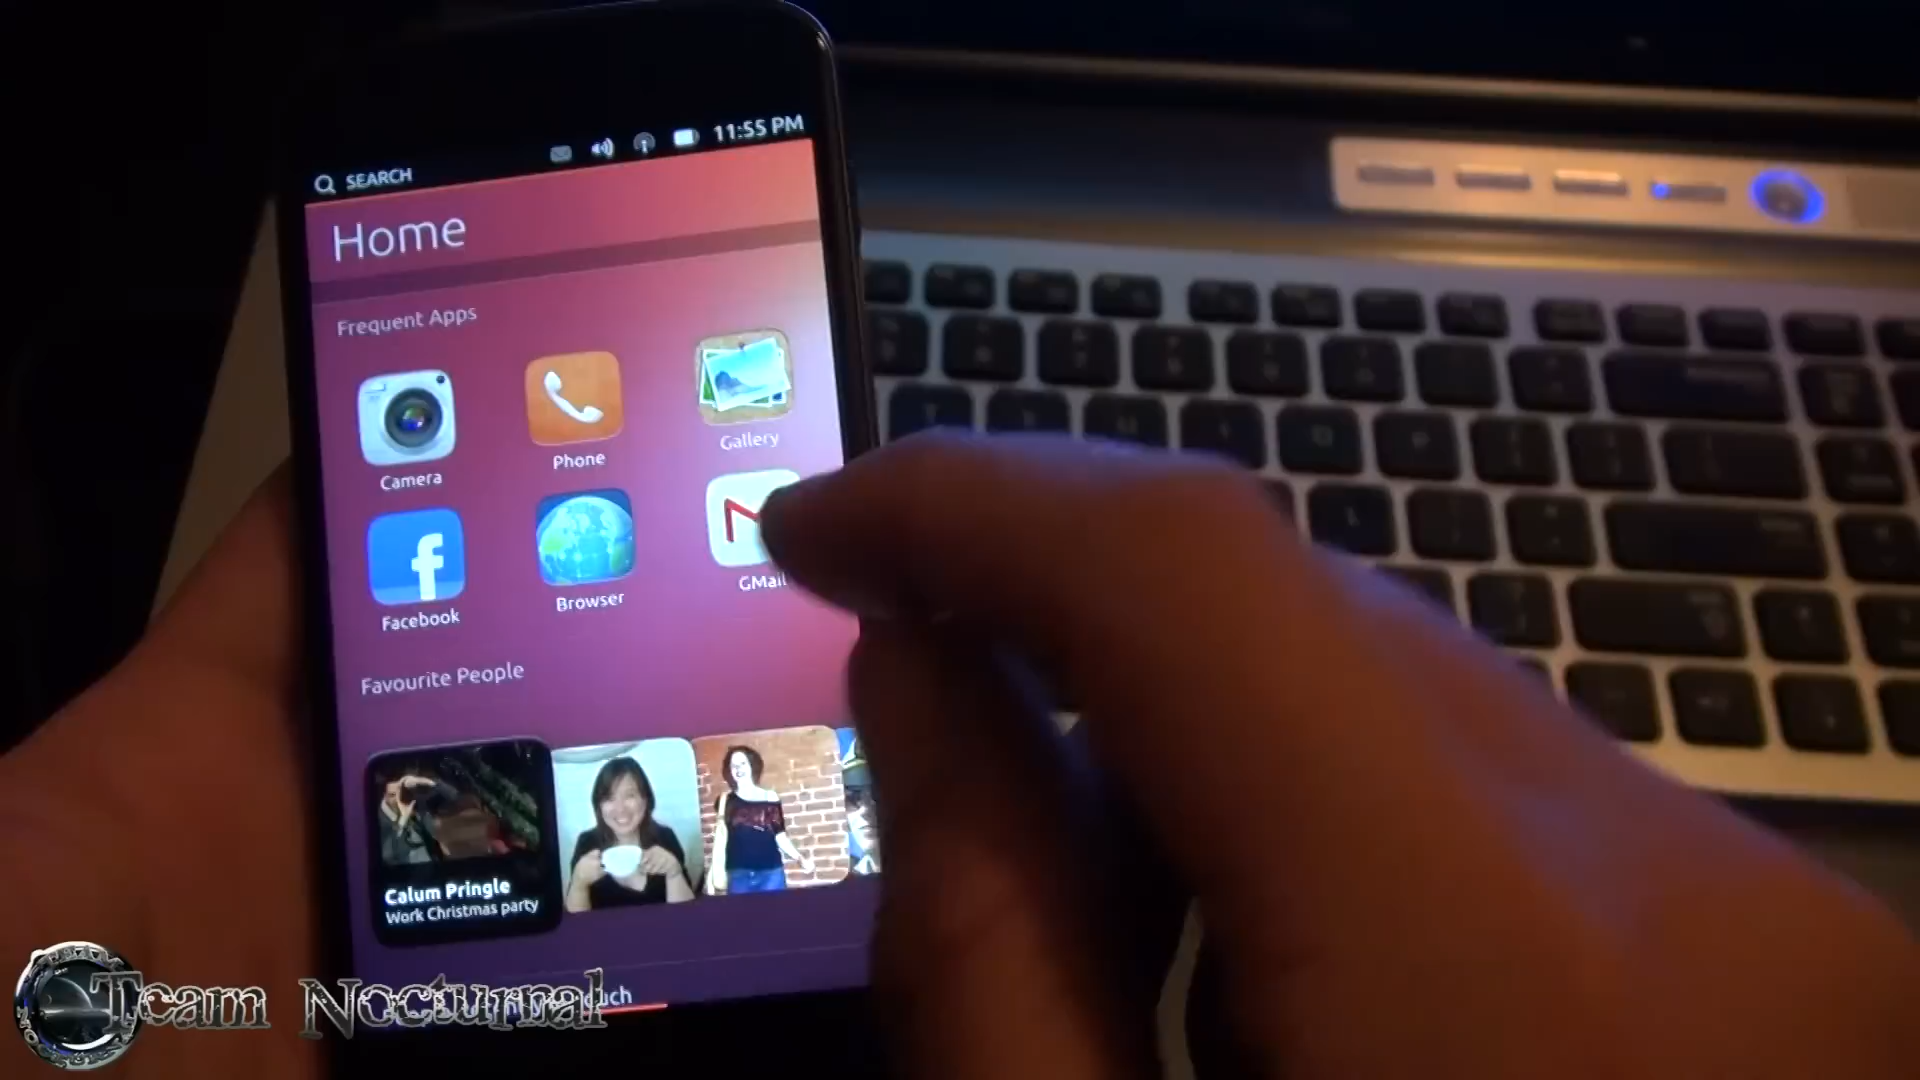 11:55 PM
SEARCH
Home
Frequent Apps
Camera
Phone
Gallery
Facebook
Browser
GMail
Favourite People
Calum Pringle
Work Christmas party
Team Nocturnal